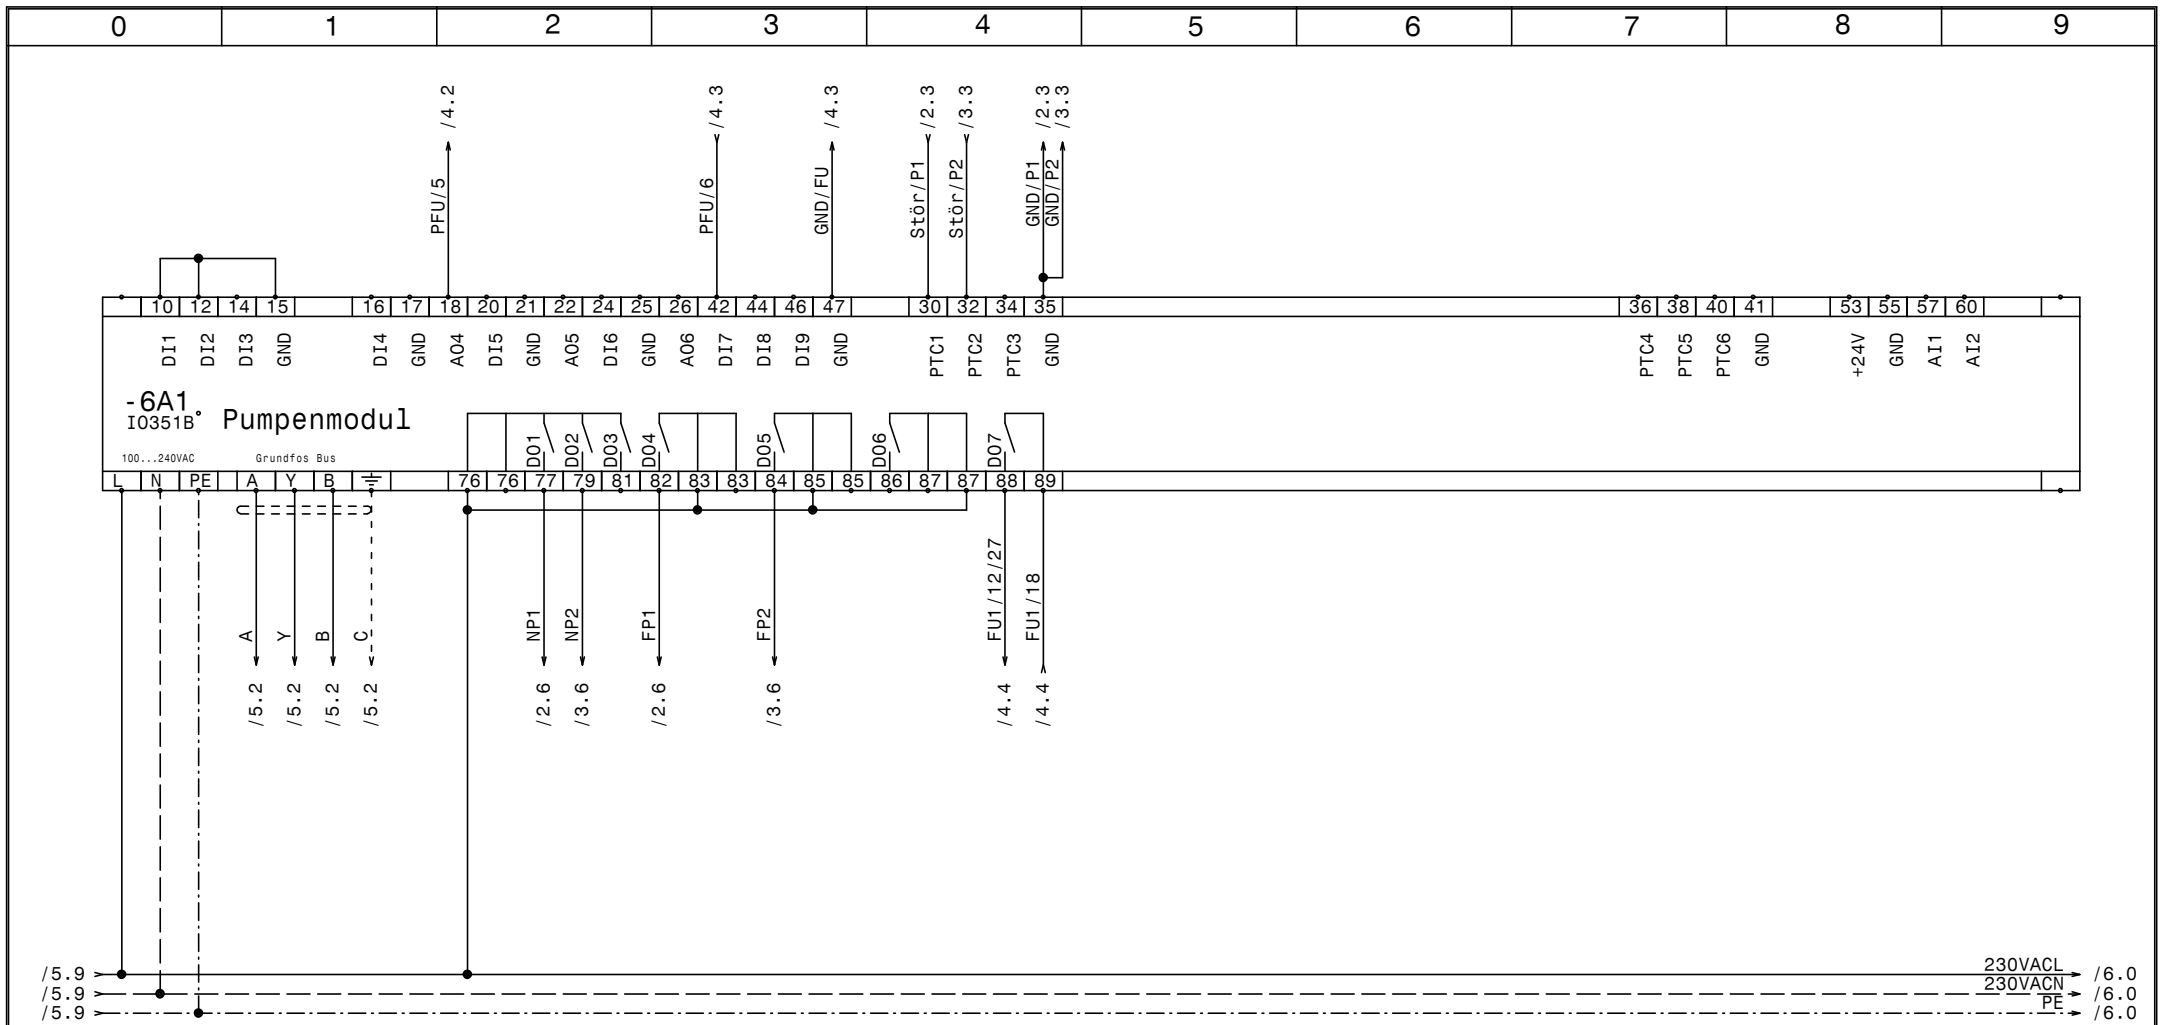 0 1 2 3 4 5 6 7 8 9
/4.2 /4.3 /4.3 /2.3 /3.3 /2.3 /3.3
PFU/5 PFU/6 GND/FU Stör/P1 Stör/P2 GND/P1 GND/P2
10 12 14 15 16 17 18 20 21 22 24 25 26 42 44 46 47 30 32 34 35 36 38 40 41 53 55 57 60
DI1 DI2 DI3 GND DI4 GND AO4 DI5 GND AO5 DI6 GND AO6 DI7 DI8 DI9 GND PTC1 PTC2 PTC3 GND PTC4 PTC5 PTC6 GND +24V GND AI1 AI2
-6A1
IO351B Pumpenmodul
DO1 DO2 DO3 DO4 DO5 DO6 DO7
100...240VAC Grundfos Bus
L N PE A Y B 76 76 77 79 81 82 83 83 84 85 85 86 87 87 88 89
A Y B C NP1 NP2 FP1 FP2 FU1/12/27 FU1/18
/5.2 /5.2 /5.2 /5.2 /2.6 /3.6 /2.6 /3.6 /4.4 /4.4
/5.9 230VACL /6.0
/5.9 230VACN /6.0
/5.9 PE /6.0